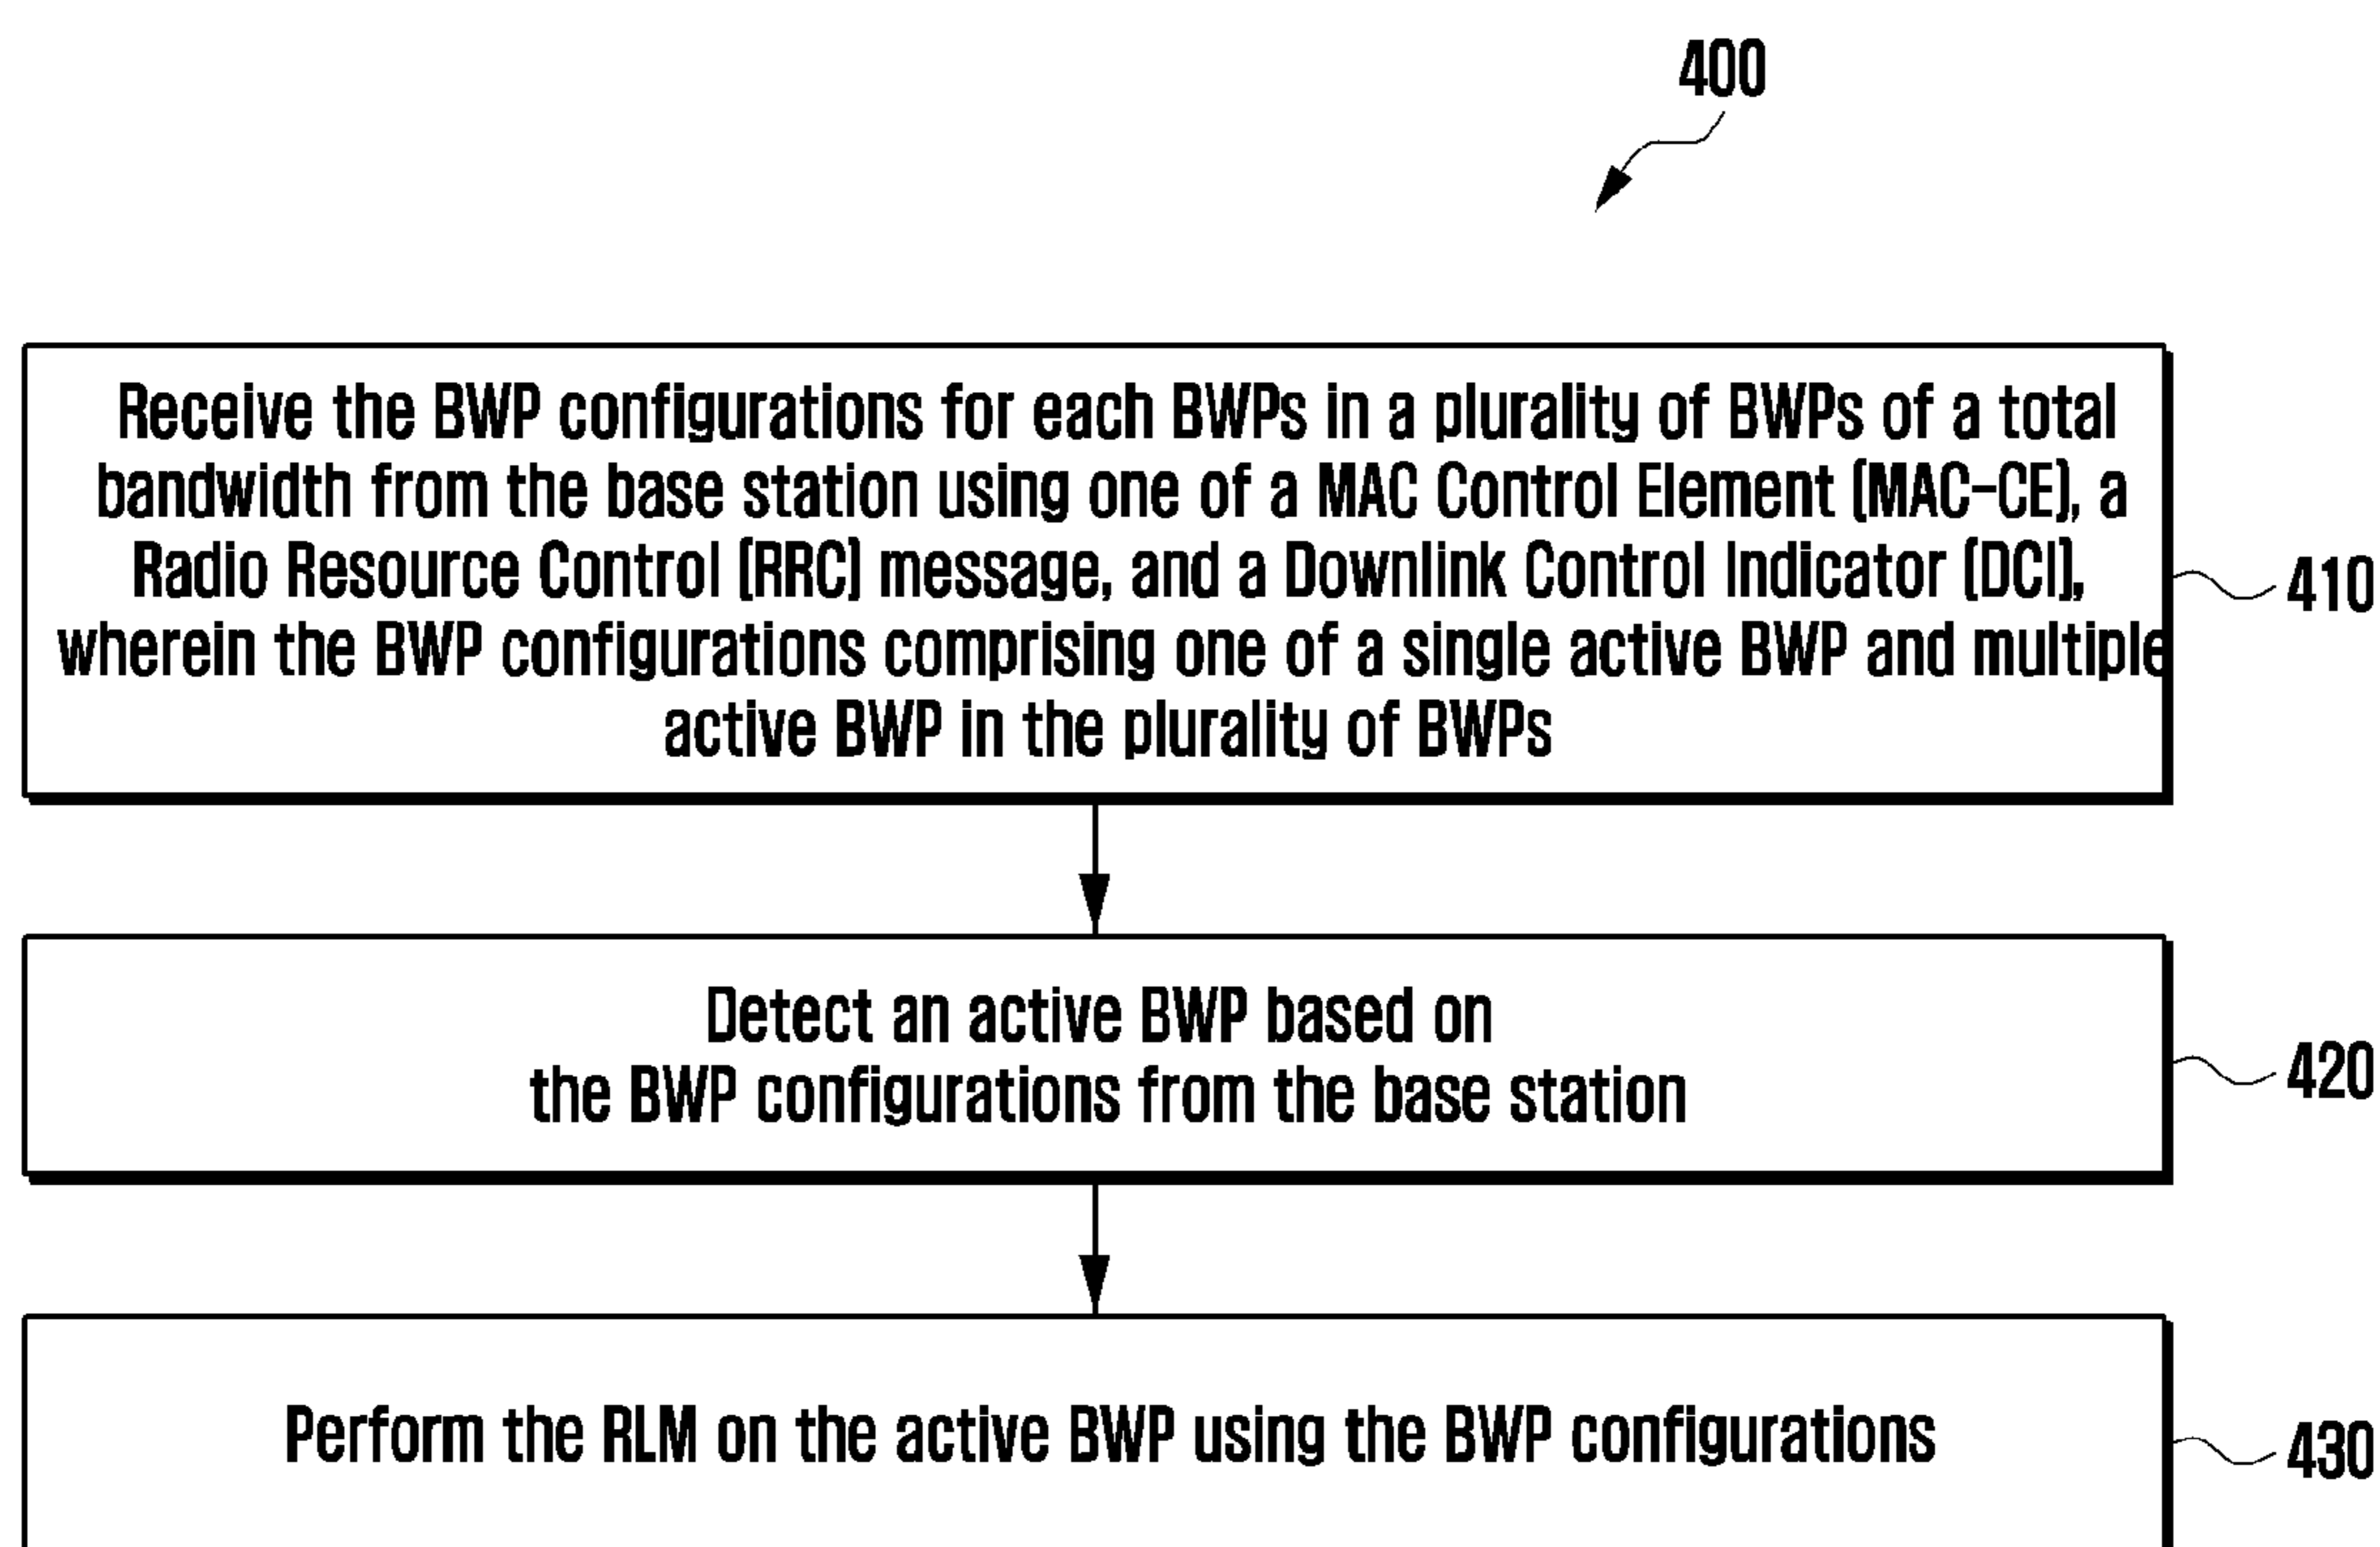 400
Receive the BWP configurations for each BWPs in a plurality of BWPs of a total
bandwidth from the base station using one of a MAC Control Element (MAC-CE), a
Radio Resource Control (RRC) message, and a Downlink Control Indicator (DCI),
wherein the BWP configurations comprising one of a single active BWP and multiple
active BWP in the plurality of BWPs
410
Detect an active BWP based on
the BWP configurations from the base station
420
Perform the RLM on the active BWP using the BWP configurations
430